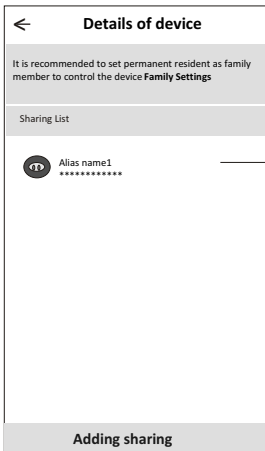 Details of device
It is recommended to set permanent resident as family
member to control the device Family Settings
Sharing List
Alias name1
************
Adding sharing